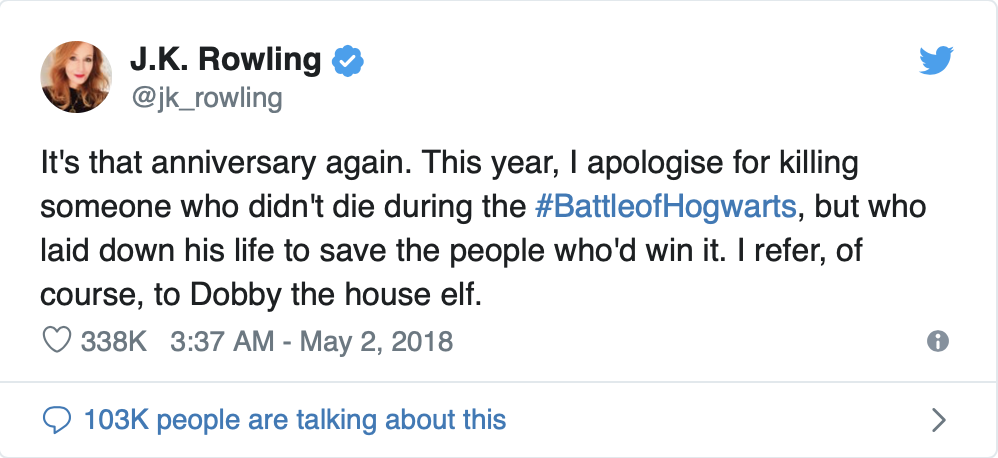 J.K. Rowling
@jk_rowling
It's that anniversary again. This year, I apologise for killing
someone who didn't die during the #BattleofHogwarts, but who
laid down his life to save the people who'd win it. I refer, of
course, to Dobby the house elf.
338K 3:37 AM - May 2, 2018
103K people are talking about this